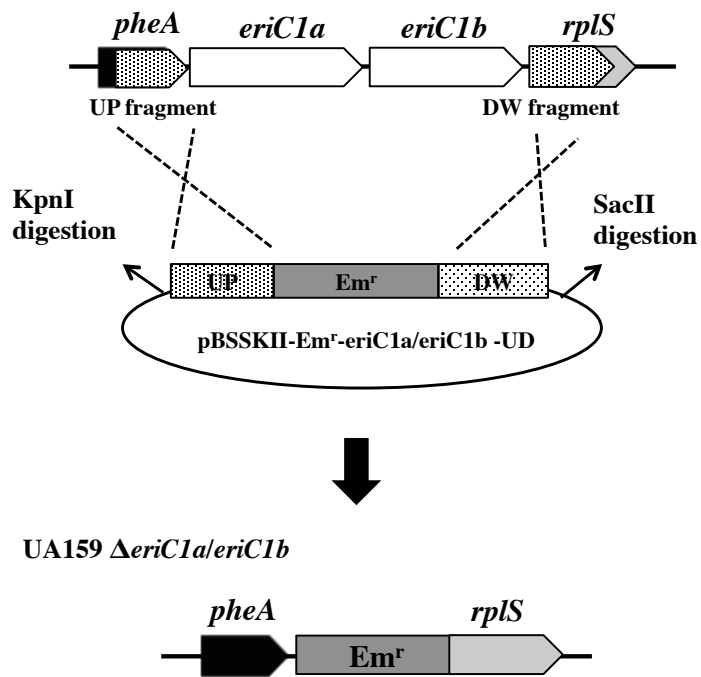 pheA eriC1a eriC1b rplS
UP fragment DW fragment
KpnI
digestion
SacII
digestion
UP Emʳ DW
pBSSKII-Emʳ-eriC1a/eriC1b -UD
UA159 ΔeriC1a/eriC1b
pheA rplS
Emʳ